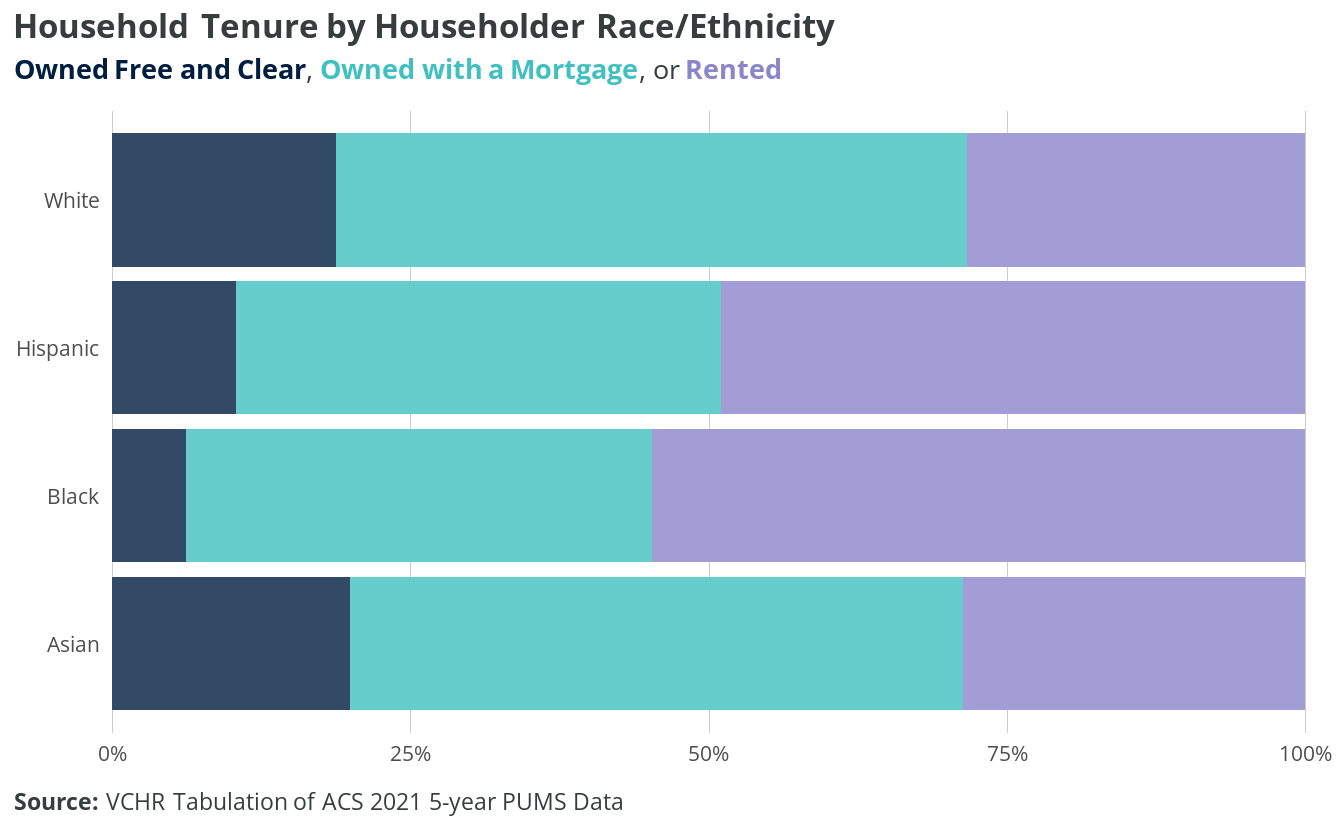 Household Tenure by Householder Race/Ethnicity
Owned Free and Clear, Owned with a Mortgage, or Rented
White
Hispanic
Black
Asian
0% 25% 50% 75% 100%
Source: VCHR Tabulation of ACS 2021 5-year PUMS Data